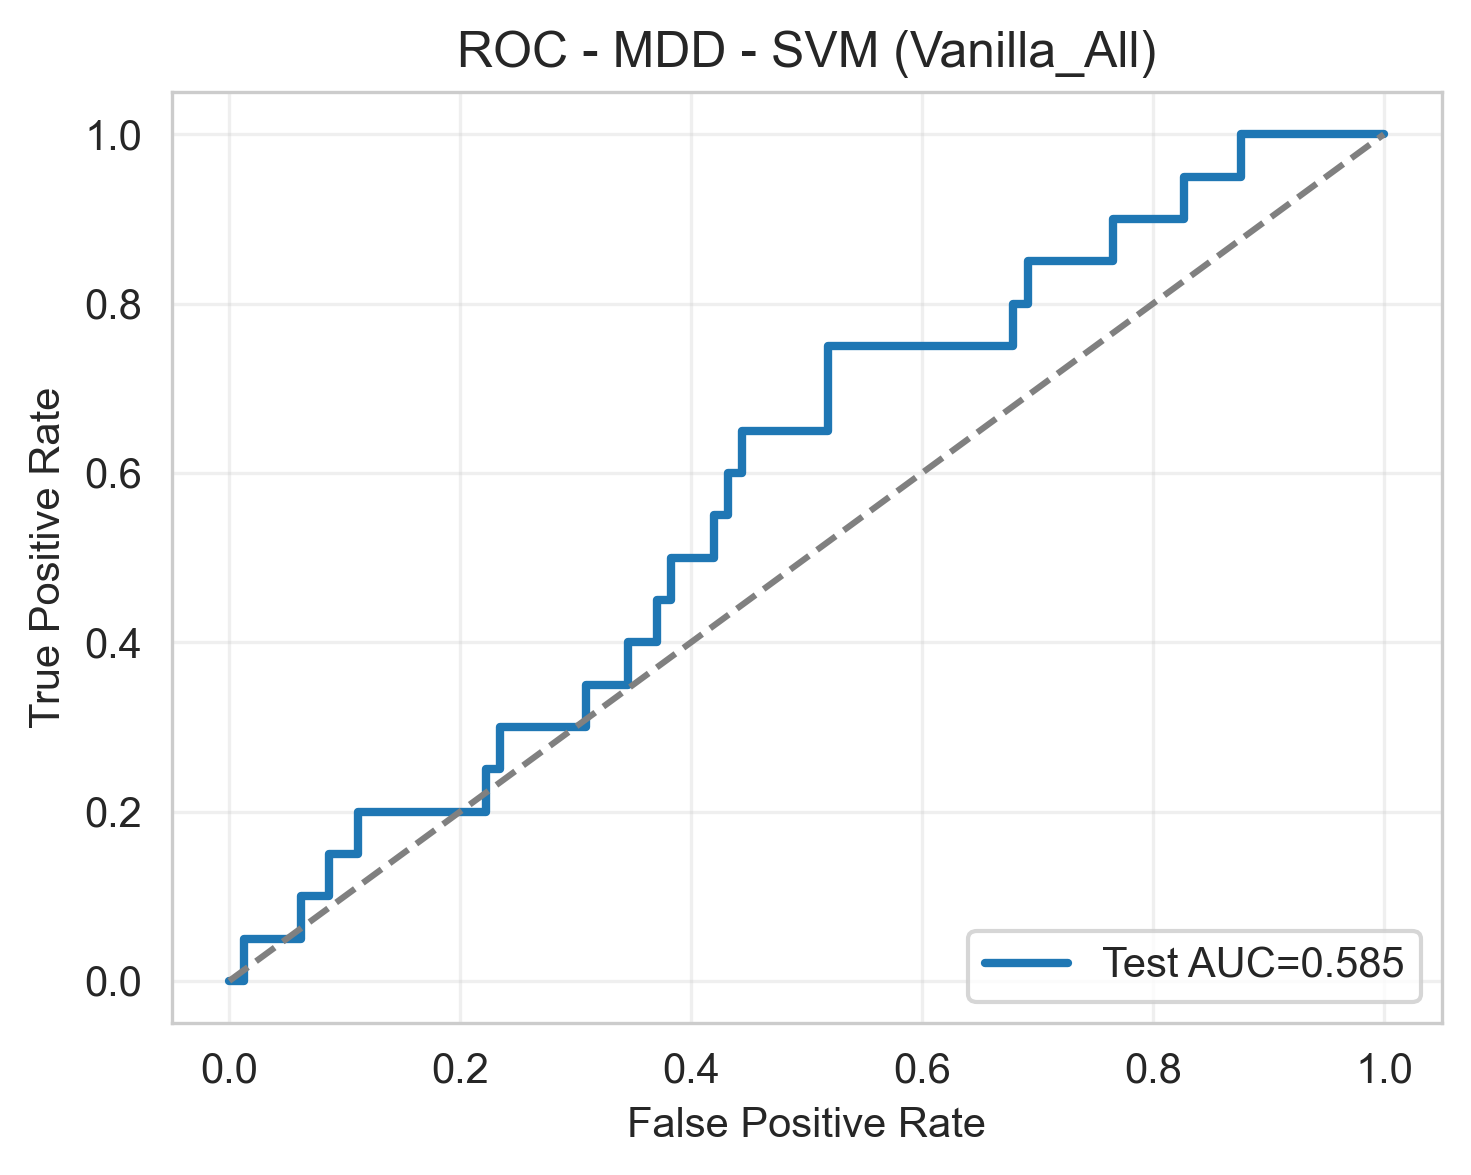 ROC - MDD - SVM (Vanilla_All)
True Positive Rate
1.0
0.8
0.6
0.4
0.2
0.0
Test AUC=0.585
0.0 0.2 0.4 0.6 0.8 1.0
False Positive Rate